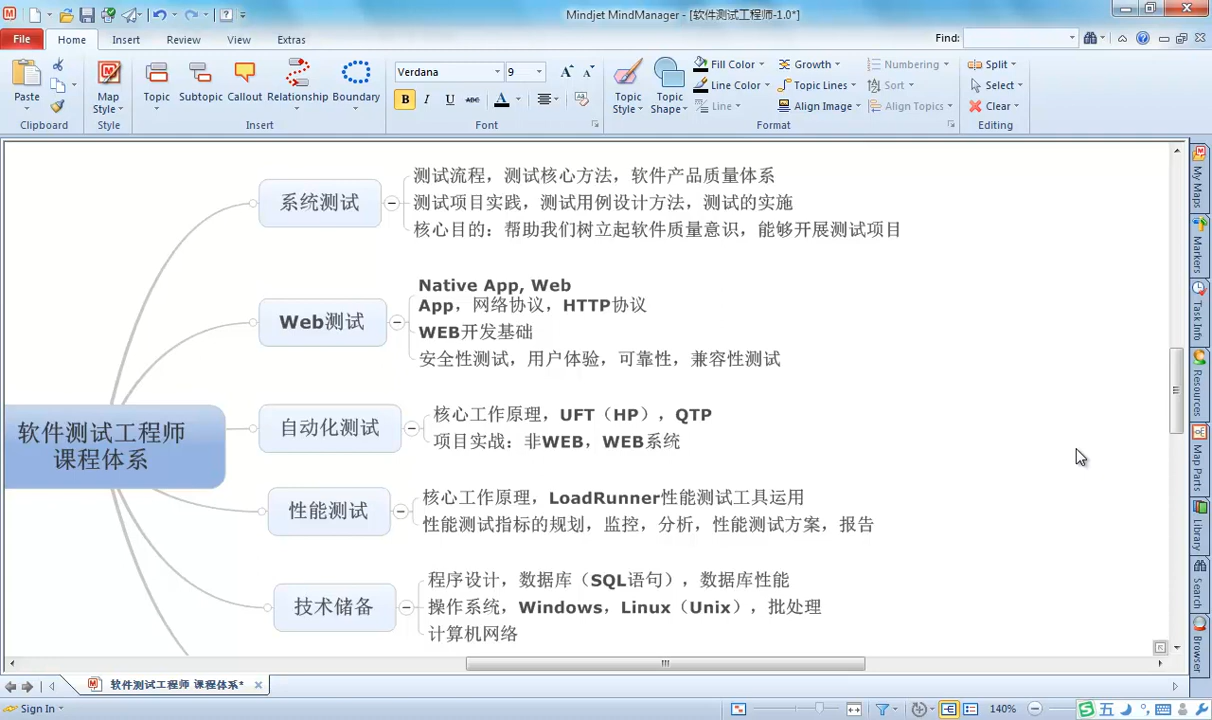 Mindjet MindManager - [软件测试工程师-1.0*]
File Home Insert Review View Extras Find:
Paste
Clipboard
Map Style
Style
Topic Subtopic Callout Relationship Boundary
Insert
Verdana 9
B I U abc A
Font
Topic Style
Topic Shape
Fill Color
Line Color
Line
Growth
Topic Lines
Align Image
Numbering
Sort
Align Topics
Format
Split
Select
Clear
Editing
系统测试
测试流程，测试核心方法，软件产品质量体系
测试项目实践，测试用例设计方法，测试的实施
核心目的：帮助我们树立起软件质量意识，能够开展测试项目
Web测试
Native App, Web
App，网络协议，HTTP协议
WEB开发基础
安全性测试，用户体验，可靠性，兼容性测试
软件测试工程师
课程体系
自动化测试
核心工作原理，UFT（HP），QTP
项目实战：非WEB，WEB系统
性能测试
核心工作原理，LoadRunner性能测试工具运用
性能测试指标的规划，监控，分析，性能测试方案，报告
技术储备
程序设计，数据库（SQL语句），数据库性能
操作系统，Windows，Linux（Unix），批处理
计算机网络
My Maps
Markers
Task Info
Resources
Map Parts
Library
Search
Browser
软件测试工程师 课程体系*
Sign In
140%
五